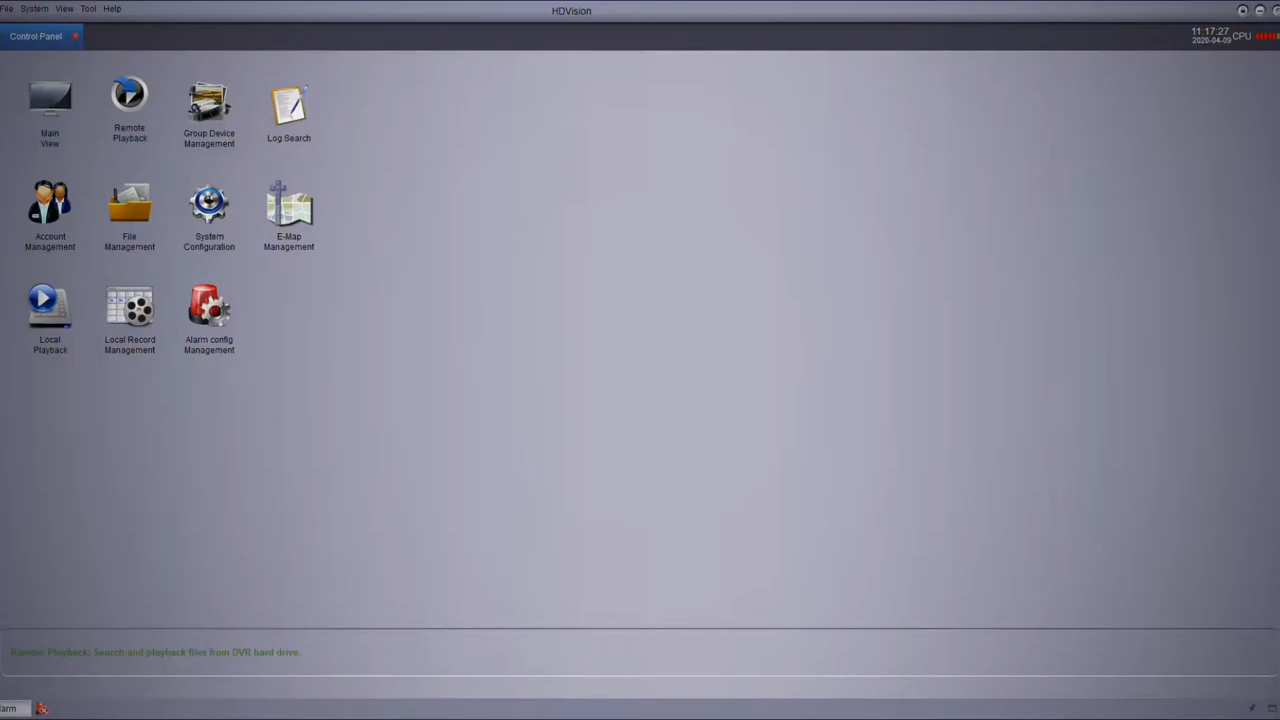 File System View Tool Help
HDVision
Control Panel
11:17:27
2020-04-09
CPU
Main
View
Remote
Playback
Group Device
Management
Log Search
Account
Management
File
Management
System
Configuration
E-Map
Management
Local
Playback
Local Record
Management
Alarm config
Management
Remote Playback: Search and playback files from DVR hard drive.
larm